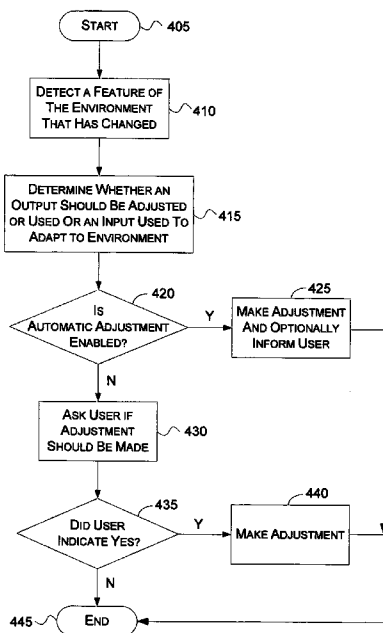 START
405
DETECT A FEATURE OF
THE ENVIRONMENT
THAT HAS CHANGED
410
DETERMINE WHETHER AN
OUTPUT SHOULD BE ADJUSTED
OR USED OR AN INPUT USED TO
ADAPT TO ENVIRONMENT
415
420
IS
AUTOMATIC ADJUSTMENT
ENABLED?
Y
425
MAKE ADJUSTMENT
AND OPTIONALLY
INFORM USER
N
ASK USER IF
ADJUSTMENT
SHOULD BE MADE
430
435
DID USER
INDICATE YES?
Y
440
MAKE ADJUSTMENT
N
445
END